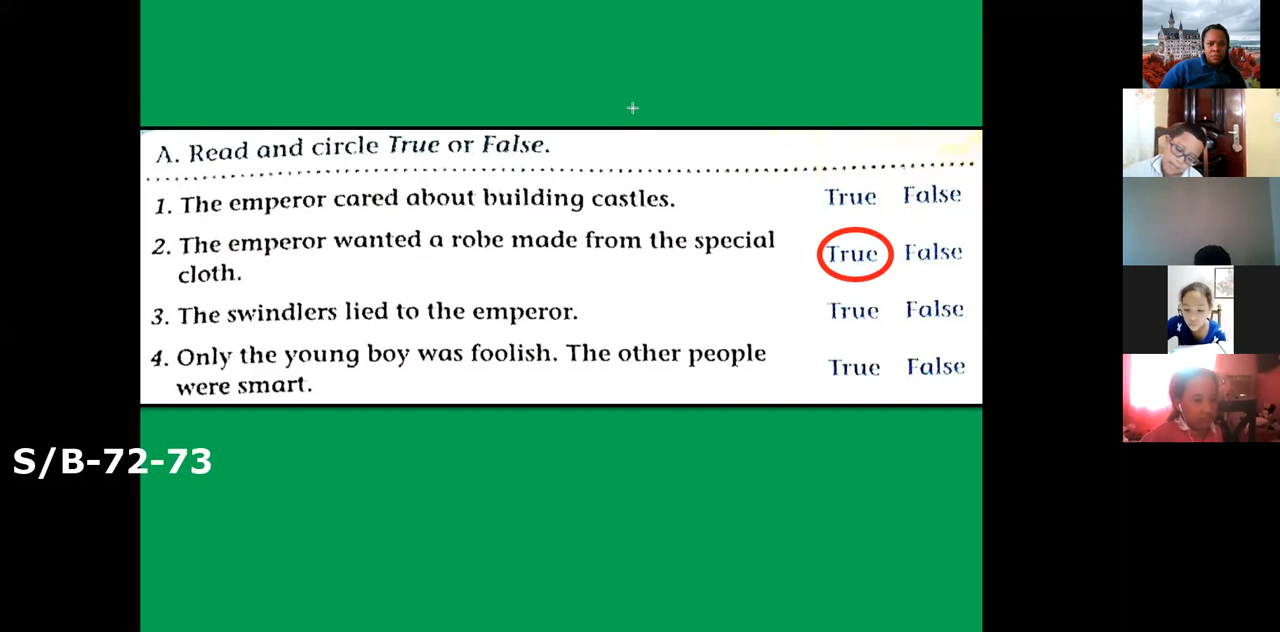 A. Read and circle True or False.
1. The emperor cared about building castles. True False
2. The emperor wanted a robe made from the special True False
cloth.
3. The swindlers lied to the emperor. True False
4. Only the young boy was foolish. The other people True False
were smart.
S/B-72-73